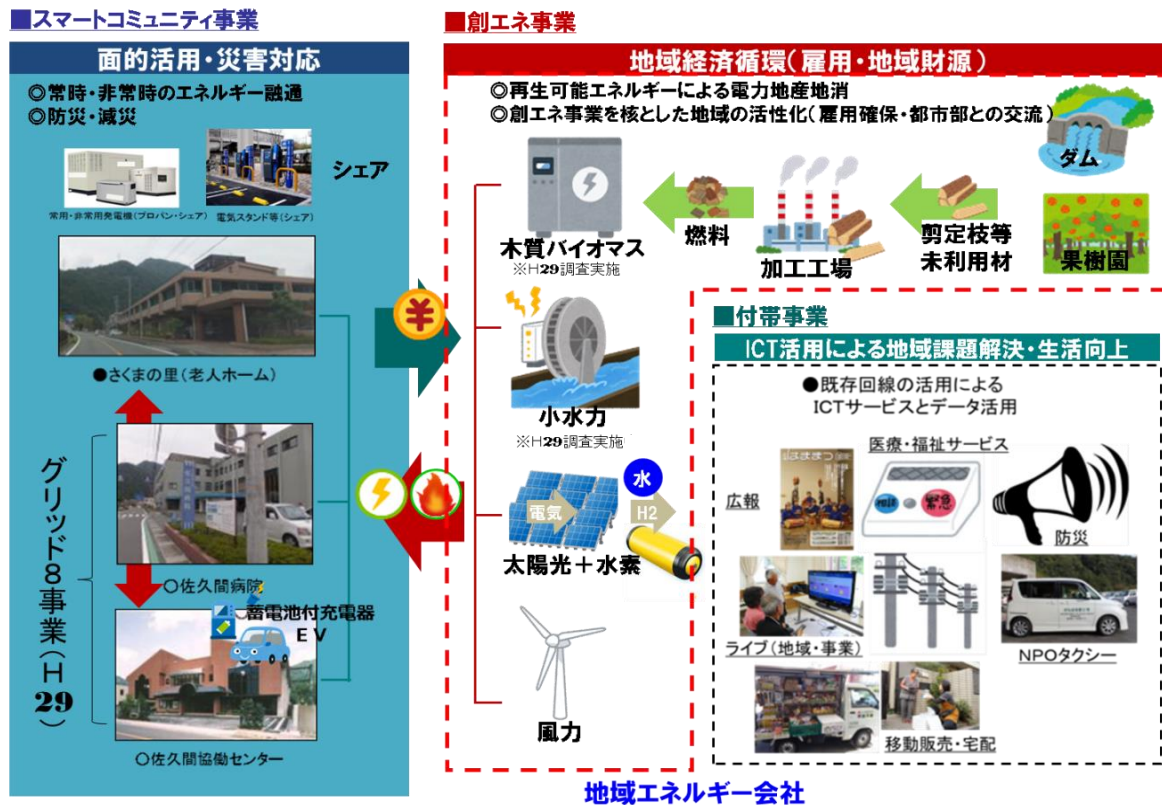 ■スマートコミュニティ事業
面的活用・災害対応
◎常時・非常時のエネルギー融通
◎防災・減災
シェア
常用・非常用発電機(プロパン・シェア)
電気スタンド等(シェア)
●さくまの里(老人ホーム)
グリッド8事業(H29)
○佐久間病院
蓄電池付充電器
EV
○佐久間協働センター
¥
■創エネ事業
地域経済循環(雇用・地域財源)
◎再生可能エネルギーによる電力地産地消
◎創エネ事業を核とした地域の活性化(雇用確保・都市部との交流)
ダム
木質バイオマス
※H29調査実施
燃料
加工工場
剪定枝等
未利用材
果樹園
小水力
※H29調査実施
電気
水
H2
太陽光+水素
風力
■付帯事業
ICT活用による地域課題解決・生活向上
●既存回線の活用による
ICTサービスとデータ活用
医療・福祉サービス
広報
はままつ
相談
緊急
防災
ライブ(地域・事業)
NPOタクシー
移動販売・宅配
地域エネルギー会社